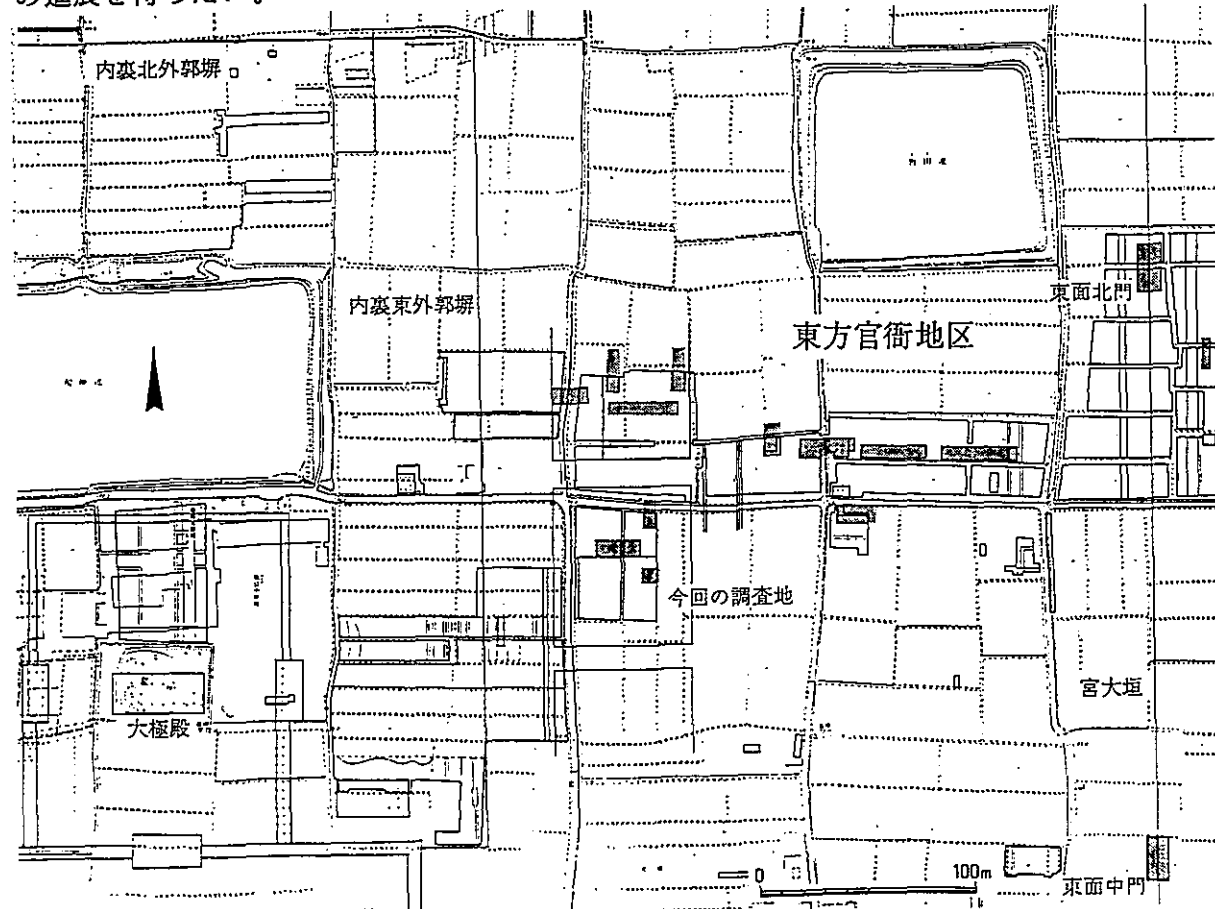 の進展を待ちたい。
内裏北外郭塀
内裏東外郭塀
東方官衙地区
東面北門
今回の調査地
大極殿
宮大垣
0 100m
東面中門